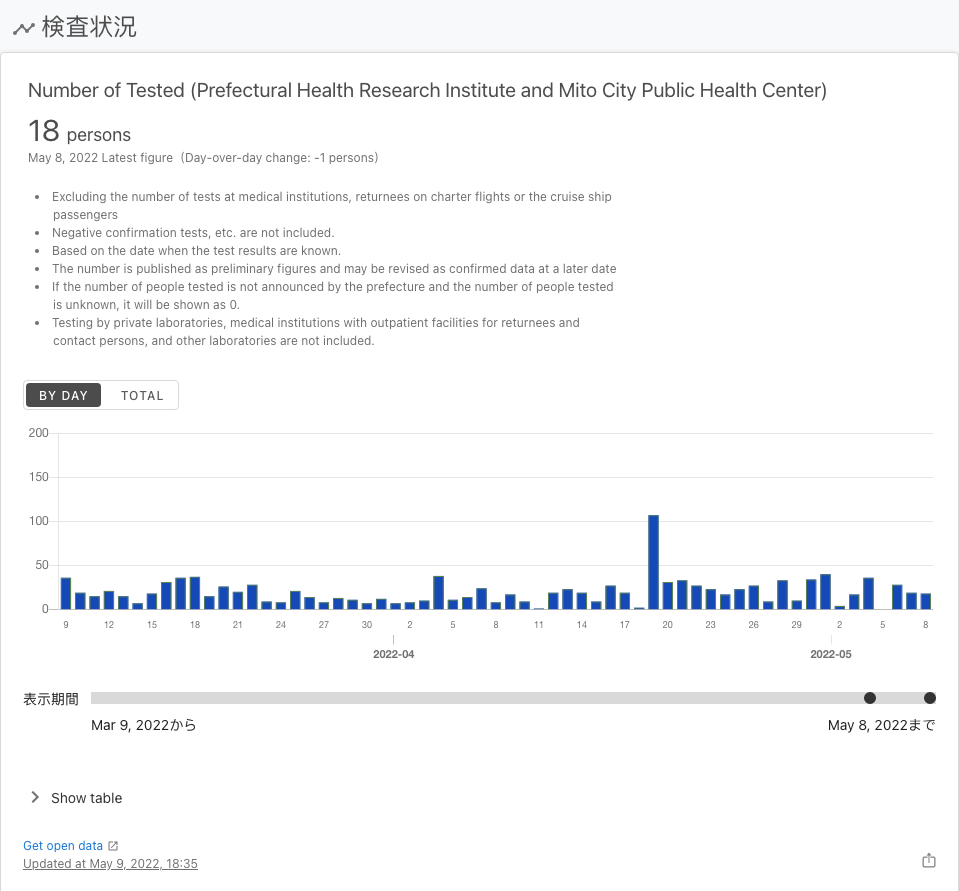 検査状況
Number of Tested (Prefectural Health Research Institute and Mito City Public Health Center)
18 persons
May 8, 2022 Latest figure（Day-over-day change: -1 persons）
• Excluding the number of tests at medical institutions, returnees on charter flights or the cruise ship
passengers
• Negative confirmation tests, etc. are not included.
• Based on the date when the test results are known.
• The number is published as preliminary figures and may be revised as confirmed data at a later date
• If the number of people tested is not announced by the prefecture and the number of people tested
is unknown, it will be shown as 0.
• Testing by private laboratories, medical institutions with outpatient facilities for returnees and
contact persons, and other laboratories are not included.
BY DAY TOTAL
200
150
100
50
0
9 12 15 18 21 24 27 30 2 5 8 11 14 17 20 23 26 29 2 5 8
2022-04 2022-05
表示期間
Mar 9, 2022から May 8, 2022まで
Show table
Get open data
Updated at May 9, 2022, 18:35